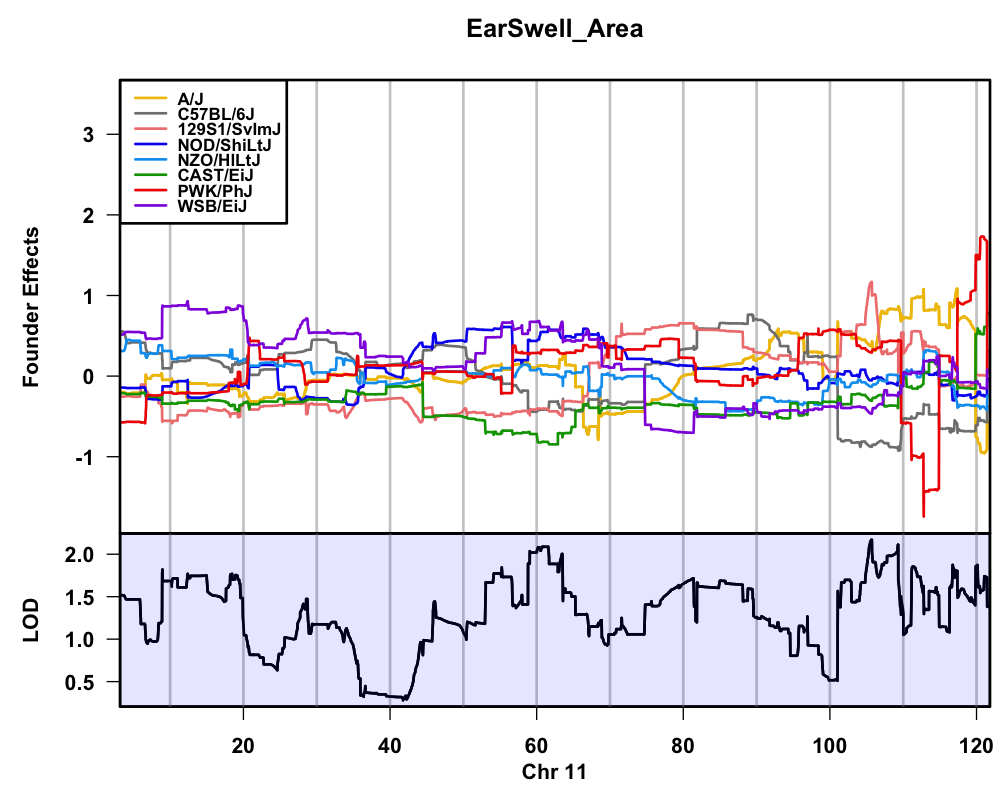 EarSwell_Area
A/J
C57BL/6J
129S1/SvImJ
NOD/ShiLtJ
NZO/HlLtJ
CAST/EiJ
PWK/PhJ
WSB/EiJ
Founder Effects
3
2
1
0
-1
LOD
2.0
1.5
1.0
0.5
20 40 60 80 100 120
Chr 11